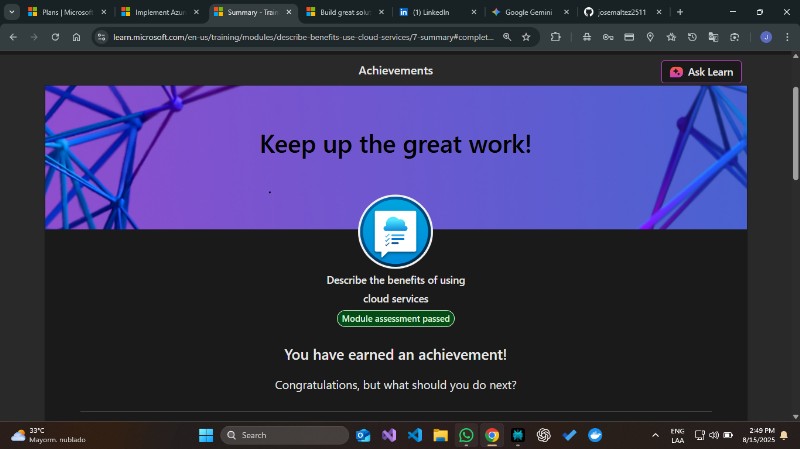 Plans | Microsoft
Implement Azur
Summary - Train
Build great solut
(1) LinkedIn
Google Gemini
josemaltez2511
learn.microsoft.com/en-us/training/modules/describe-benefits-use-cloud-services/7-summary#complet...
J
Achievements
Ask Learn
Keep up the great work!
Describe the benefits of using
cloud services
Module assessment passed
You have earned an achievement!
Congratulations, but what should you do next?
33°C
Mayorm. nublado
Search
ENG
LAA
2:49 PM
8/15/2025